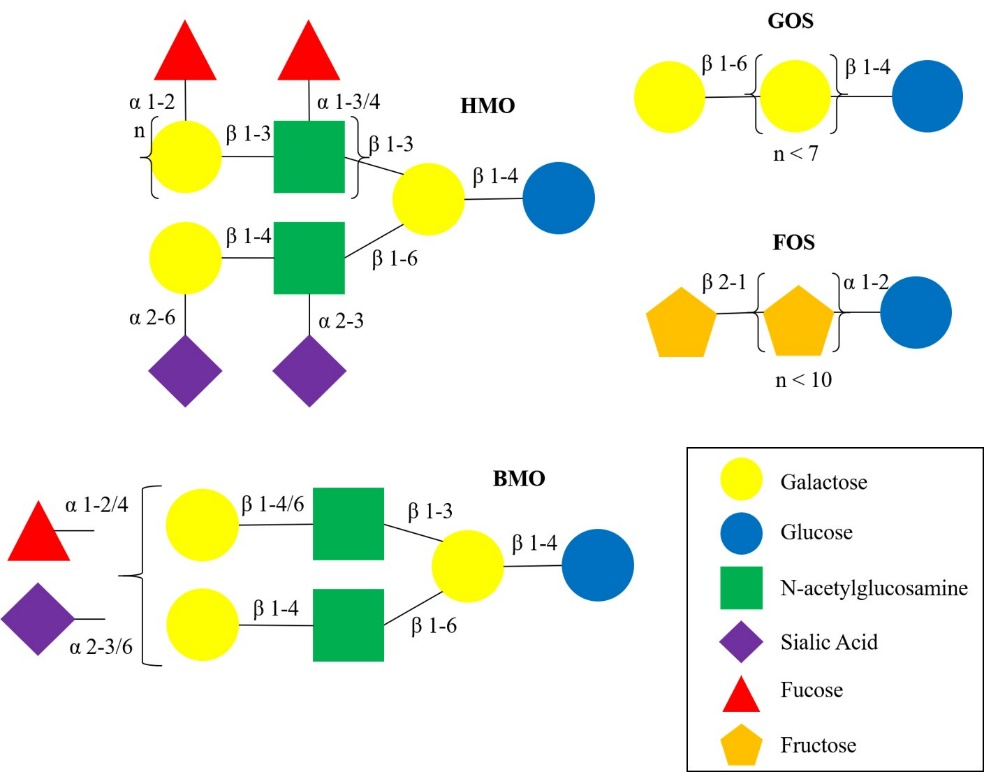 HMO
α 1-2
α 1-3/4
n
β 1-3
β 1-3
β 1-4
β 1-4
β 1-6
α 2-6
α 2-3
GOS
β 1-6
β 1-4
n < 7
FOS
β 2-1
α 1-2
n < 10
BMO
α 1-2/4
α 2-3/6
β 1-4/6
β 1-3
β 1-4
β 1-4
β 1-6
Galactose
Glucose
N-acetylglucosamine
Sialic Acid
Fucose
Fructose